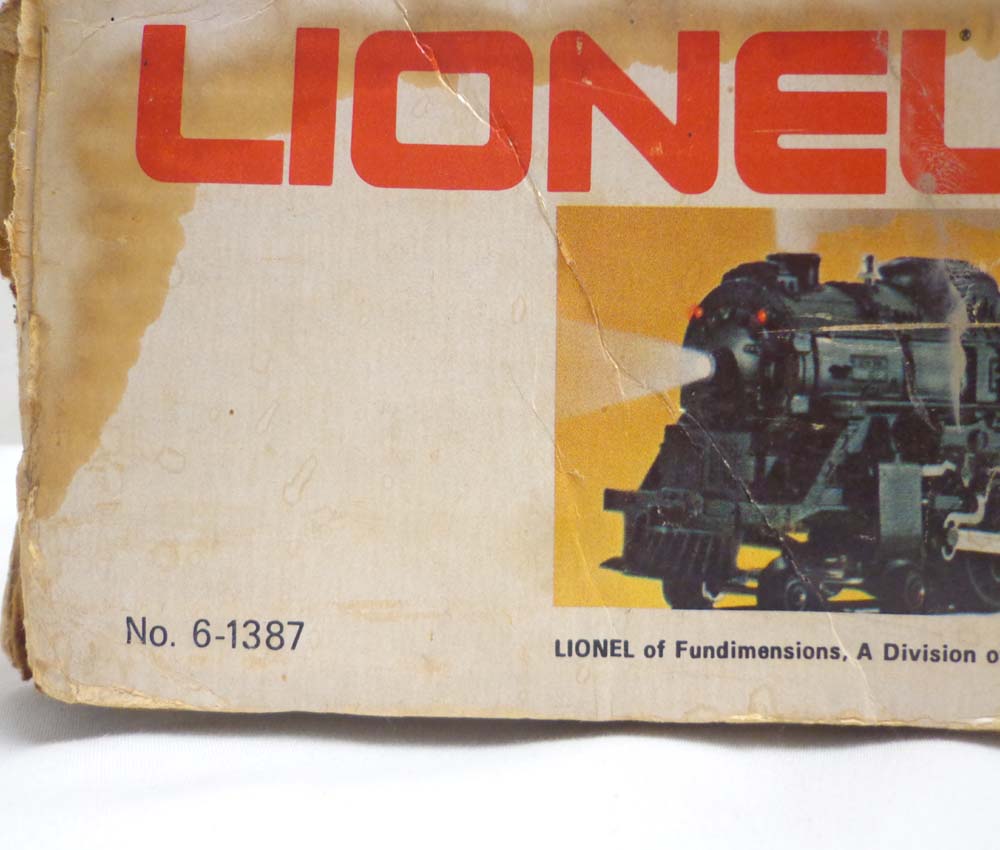 LIONEL®
No. 6-1387
LIONEL of Fundimensions, A Division o